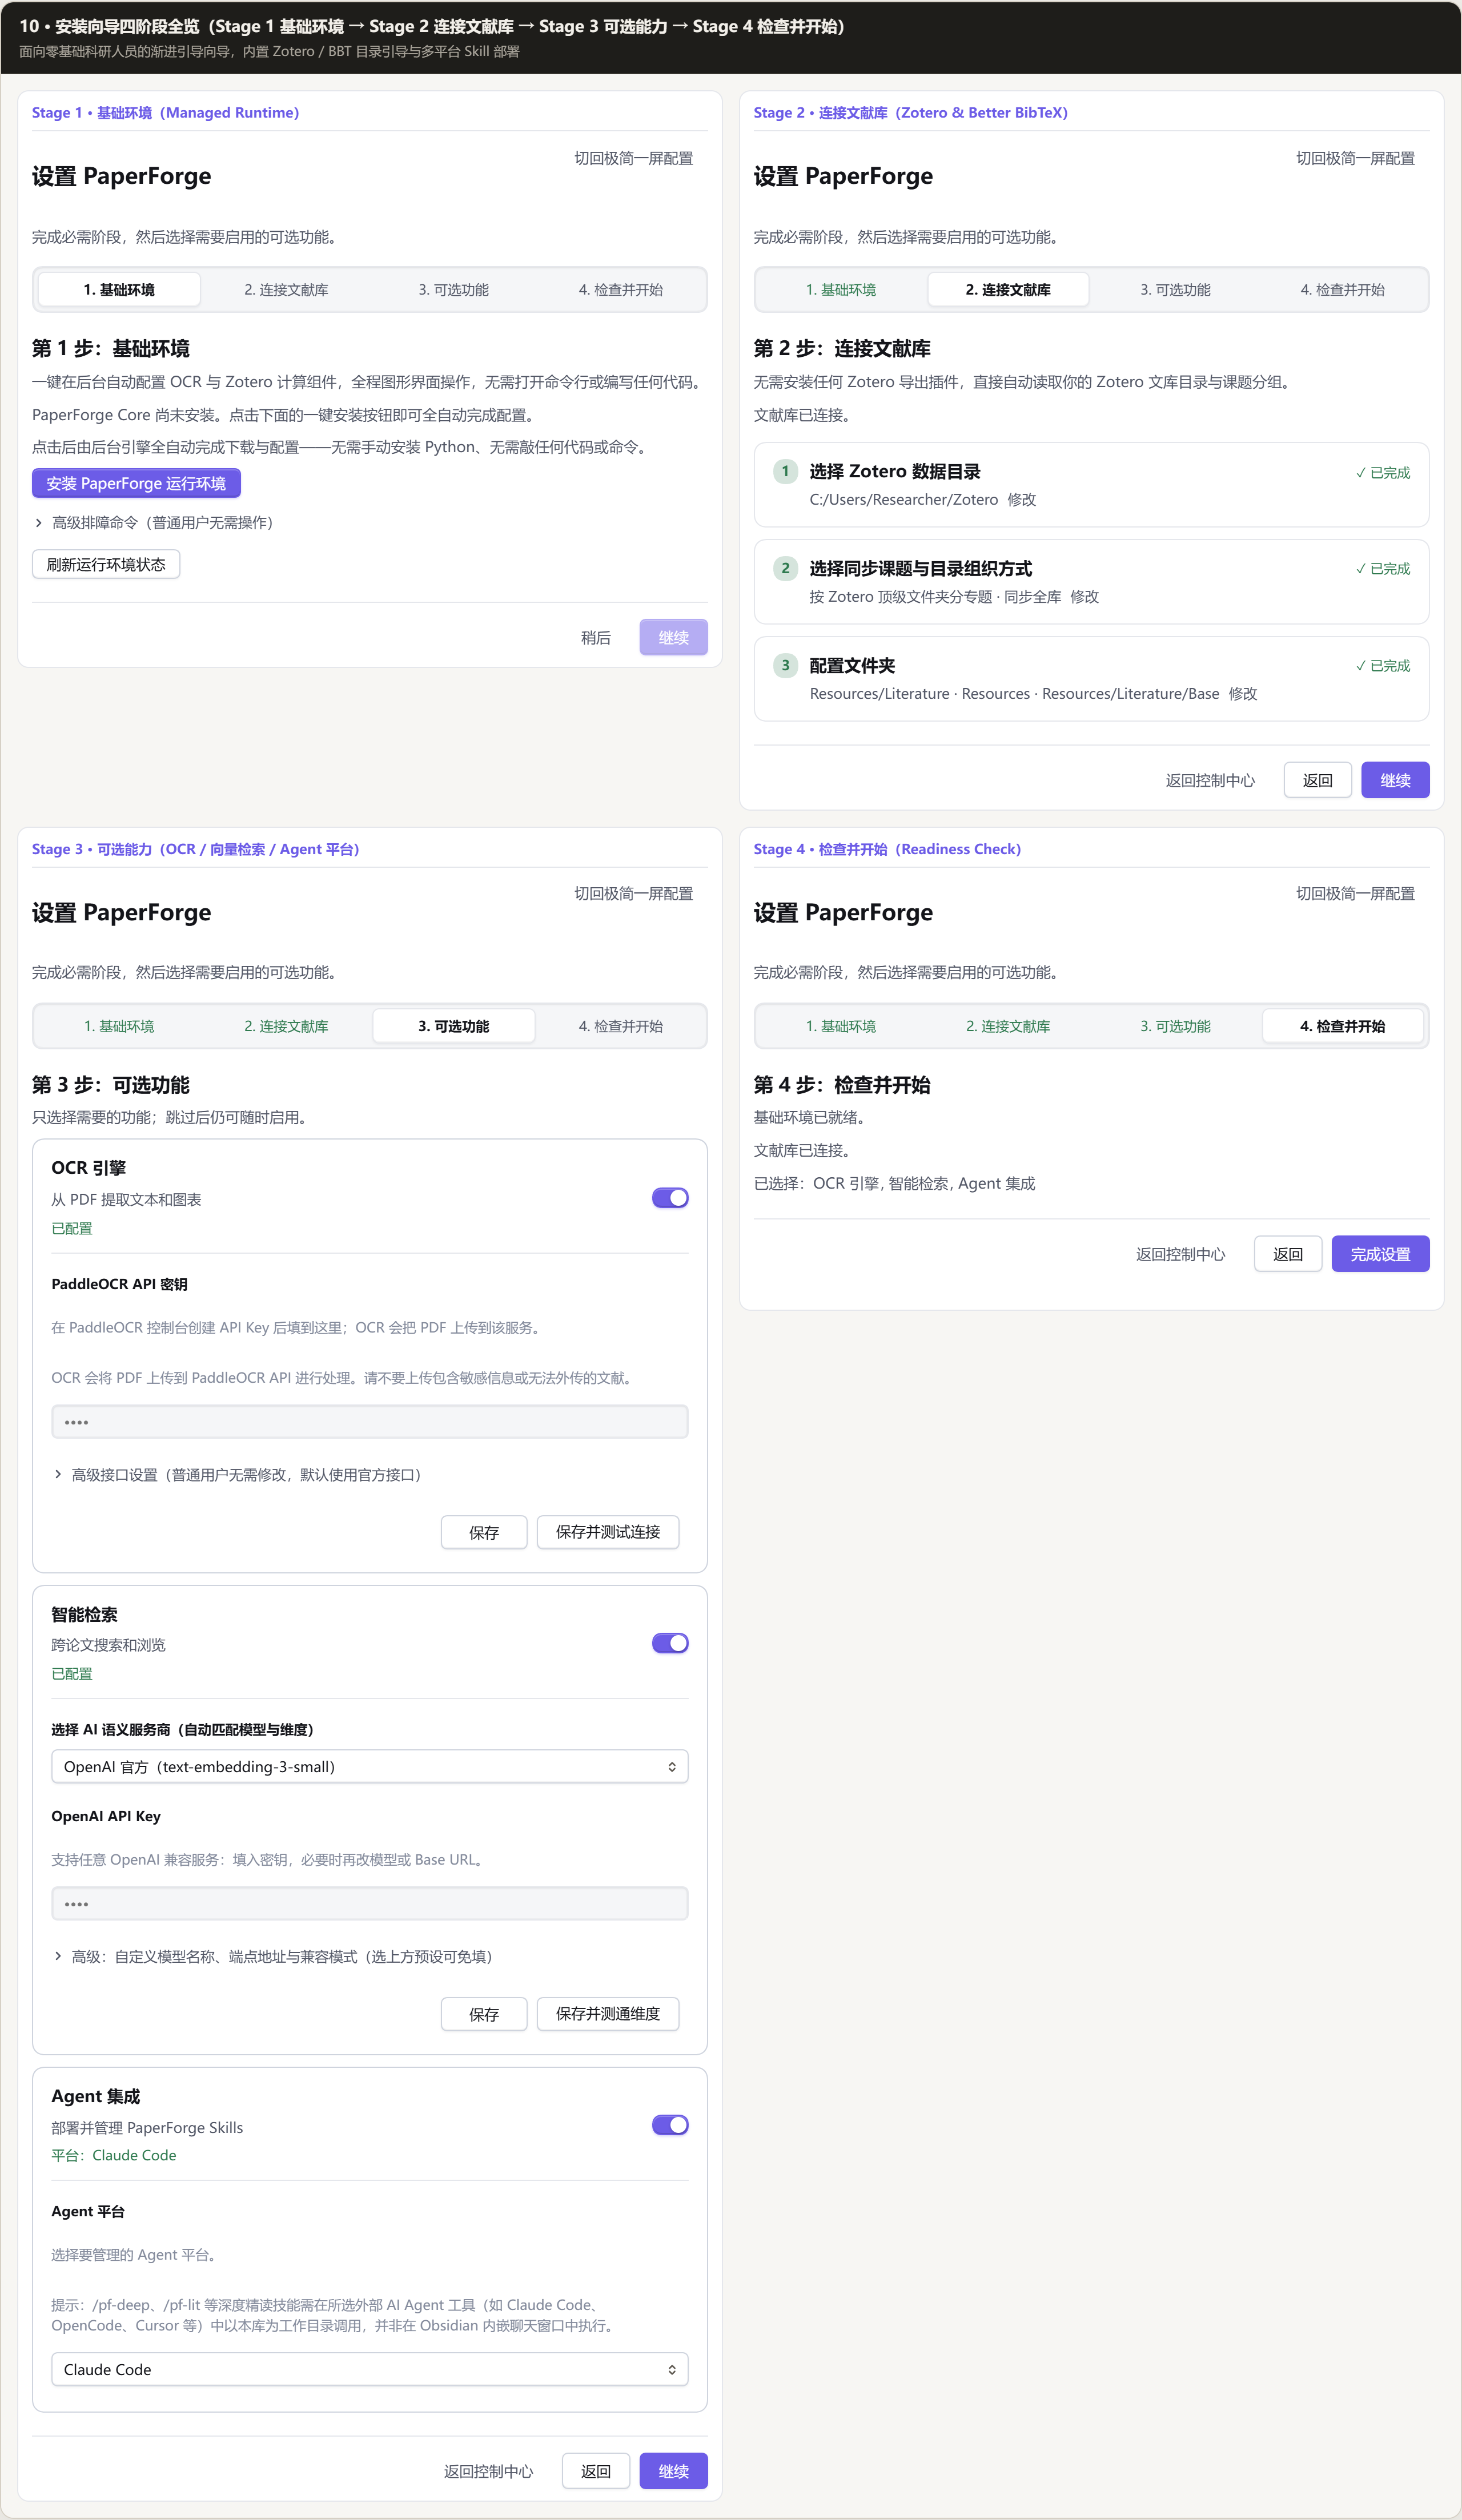 10 • 安装向导四阶段全览（Stage 1 基础环境 → Stage 2 连接文献库 → Stage 3 可选能力 → Stage 4 检查并开始）
面向零基础科研人员的渐进引导向导，内置 Zotero / BBT 目录引导与多平台 Skill 部署
Stage 1 • 基础环境（Managed Runtime）
切回极简一屏配置
设置 PaperForge
完成必需阶段，然后选择需要启用的可选功能。
1. 基础环境
2. 连接文献库
3. 可选功能
4. 检查并开始
第 1 步：基础环境
一键在后台自动配置 OCR 与 Zotero 计算组件，全程图形界面操作，无需打开命令行或编写任何代码。
PaperForge Core 尚未安装。点击下面的一键安装按钮即可全自动完成配置。
点击后由后台引擎全自动完成下载与配置——无需手动安装 Python、无需敲任何代码或命令。
安装 PaperForge 运行环境
高级排障命令（普通用户无需操作）
刷新运行环境状态
稍后
继续
Stage 2 • 连接文献库（Zotero & Better BibTeX）
切回极简一屏配置
设置 PaperForge
完成必需阶段，然后选择需要启用的可选功能。
1. 基础环境
2. 连接文献库
3. 可选功能
4. 检查并开始
第 2 步：连接文献库
无需安装任何 Zotero 导出插件，直接自动读取你的 Zotero 文库目录与课题分组。
文献库已连接。
1
选择 Zotero 数据目录
✓ 已完成
C:/Users/Researcher/Zotero 修改
2
选择同步课题与目录组织方式
✓ 已完成
按 Zotero 顶级文件夹分专题 · 同步全库 修改
3
配置文件夹
✓ 已完成
Resources/Literature · Resources · Resources/Literature/Base 修改
返回控制中心
返回
继续
Stage 3 • 可选能力（OCR / 向量检索 / Agent 平台）
切回极简一屏配置
设置 PaperForge
完成必需阶段，然后选择需要启用的可选功能。
1. 基础环境
2. 连接文献库
3. 可选功能
4. 检查并开始
第 3 步：可选功能
只选择需要的功能；跳过后仍可随时启用。
OCR 引擎
从 PDF 提取文本和图表
已配置
PaddleOCR API 密钥
在 PaddleOCR 控制台创建 API Key 后填到这里；OCR 会把 PDF 上传到该服务。
OCR 会将 PDF 上传到 PaddleOCR API 进行处理。请不要上传包含敏感信息或无法外传的文献。
••••
高级接口设置（普通用户无需修改，默认使用官方接口）
保存
保存并测试连接
智能检索
跨论文搜索和浏览
已配置
选择 AI 语义服务商（自动匹配模型与维度）
OpenAI 官方（text-embedding-3-small）
OpenAI API Key
支持任意 OpenAI 兼容服务：填入密钥，必要时再改模型或 Base URL。
••••
高级：自定义模型名称、端点地址与兼容模式（选上方预设可免填）
保存
保存并测通维度
Agent 集成
部署并管理 PaperForge Skills
平台：Claude Code
Agent 平台
选择要管理的 Agent 平台。
提示：/pf-deep、/pf-lit 等深度精读技能需在所选外部 AI Agent 工具（如 Claude Code、
OpenCode、Cursor 等）中以本库为工作目录调用，并非在 Obsidian 内嵌聊天窗口中执行。
Claude Code
返回控制中心
返回
继续
Stage 4 • 检查并开始（Readiness Check）
切回极简一屏配置
设置 PaperForge
完成必需阶段，然后选择需要启用的可选功能。
1. 基础环境
2. 连接文献库
3. 可选功能
4. 检查并开始
第 4 步：检查并开始
基础环境已就绪。
文献库已连接。
已选择：OCR 引擎, 智能检索, Agent 集成
返回控制中心
返回
完成设置